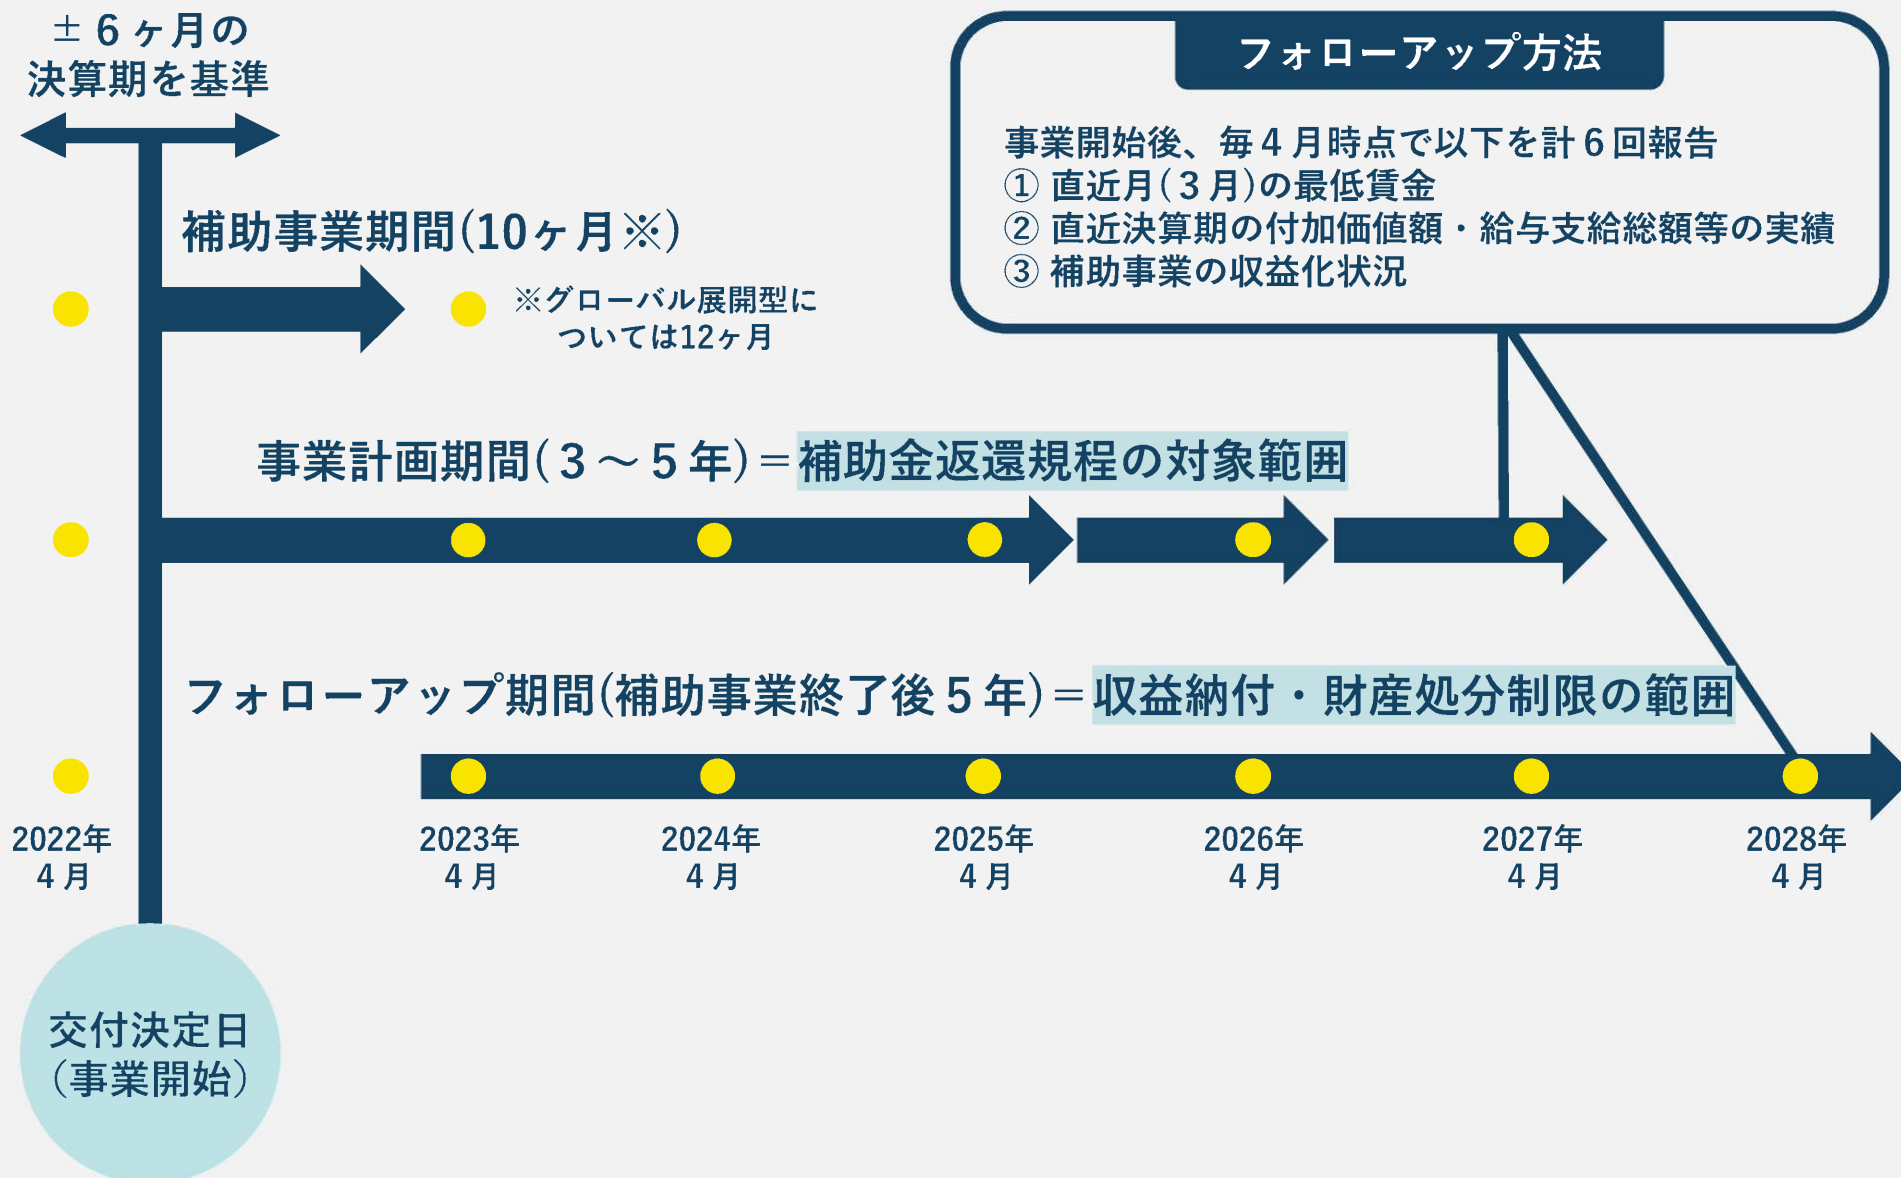 ±６ヶ月の
決算期を基準
フォローアップ方法
事業開始後、毎４月時点で以下を計６回報告
① 直近月(３月)の最低賃金
② 直近決算期の付加価値額・給与支給総額等の実績
③ 補助事業の収益化状況
補助事業期間(10ヶ月※)
※グローバル展開型に
ついては12ヶ月
事業計画期間(３～５年)＝補助金返還規程の対象範囲
フォローアップ期間(補助事業終了後５年)＝収益納付・財産処分制限の範囲
2022年
４月
2023年
４月
2024年
４月
2025年
４月
2026年
４月
2027年
４月
2028年
４月
交付決定日
（事業開始）